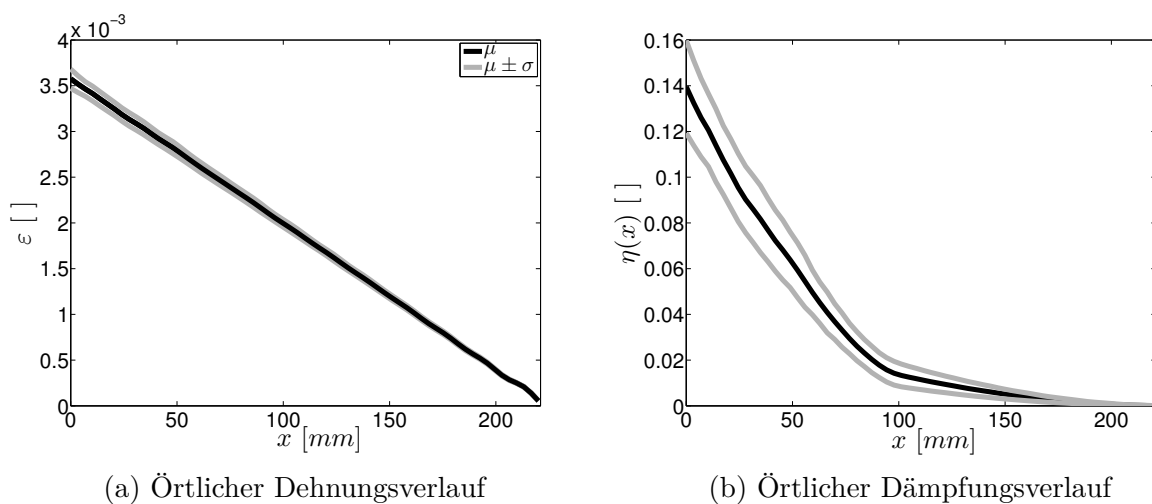 x 10⁻³
4
3.5
3
2.5
2
1.5
1
0.5
0
0 50 100 150 200
ε [ ]
x [mm]
μ
μ ± σ
(a) Örtlicher Dehnungsverlauf
0.16
0.14
0.12
0.1
0.08
0.06
0.04
0.02
0
0 50 100 150 200
η(x) [ ]
x [mm]
(b) Örtlicher Dämpfungsverlauf